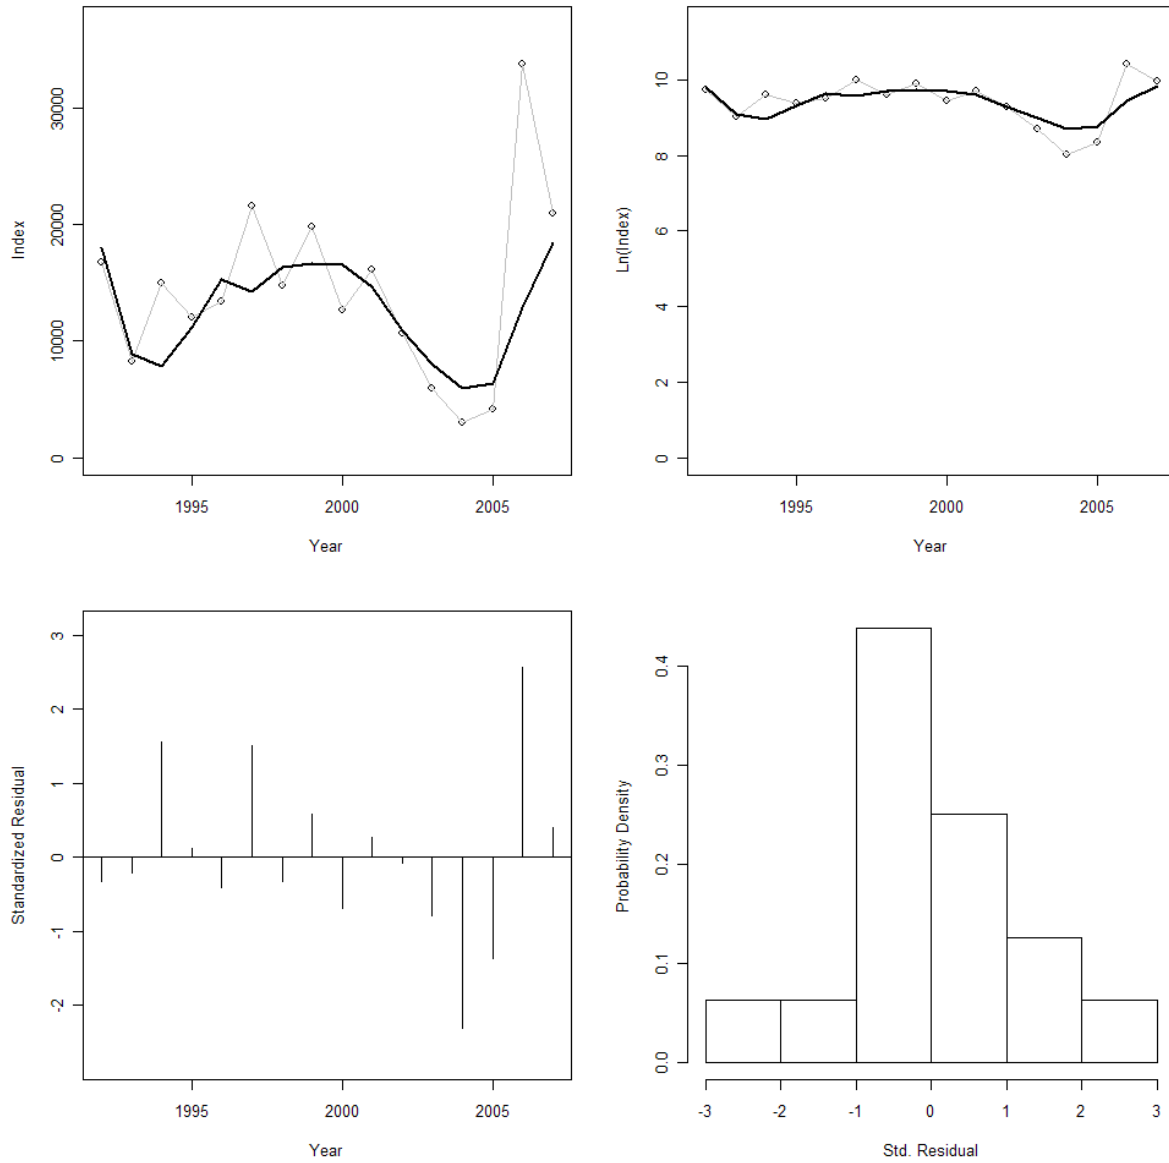 Index
0 10000 20000 30000
1995 2000 2005
Year
Ln(Index)
0 2 4 6 8 10
1995 2000 2005
Year
Standardized Residual
-2 -1 0 1 2 3
1995 2000 2005
Year
Probability Density
0.0 0.1 0.2 0.3 0.4
-3 -2 -1 0 1 2 3
Std. Residual